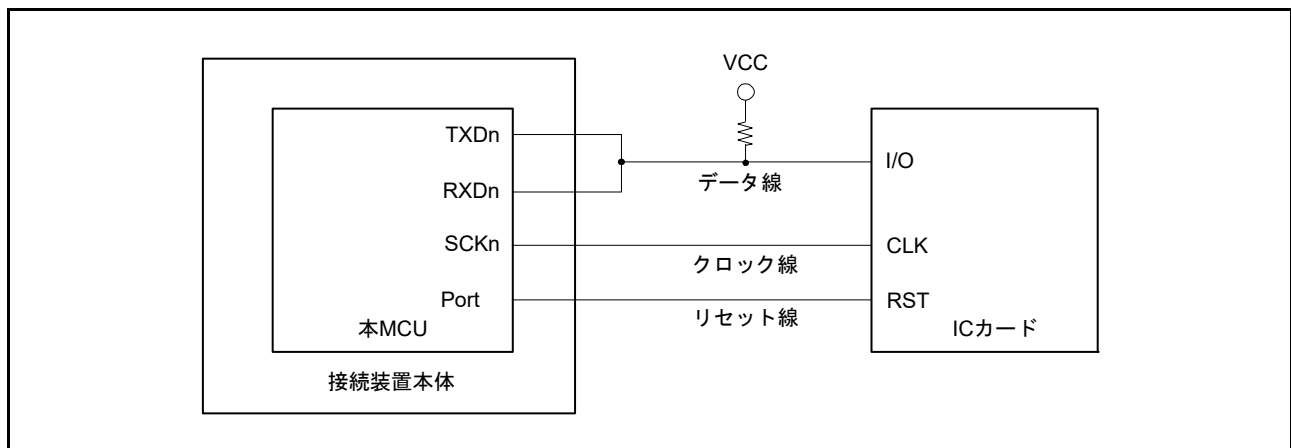 VCC
TXDn
RXDn
SCKn
Port
本MCU
接続装置本体
データ線
クロック線
リセット線
I/O
CLK
RST
ICカード